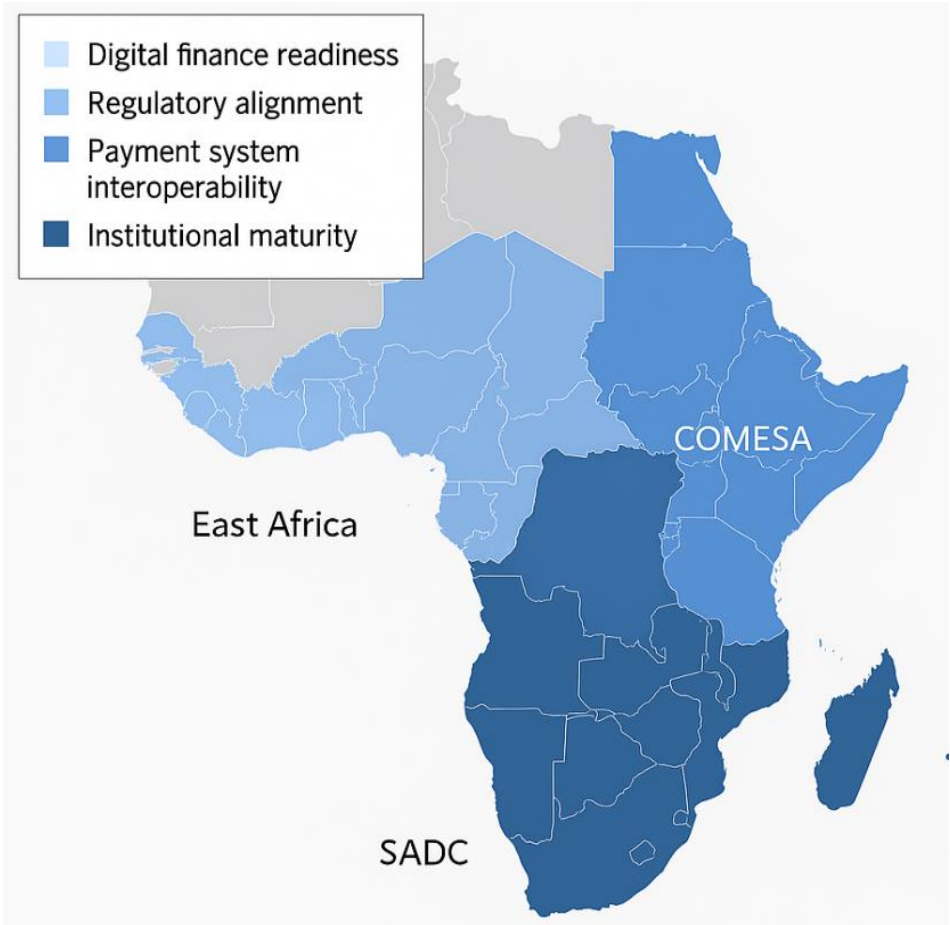 Digital finance readiness
Regulatory alignment
Payment system
interoperability
Institutional maturity
COMESA
East Africa
SADC